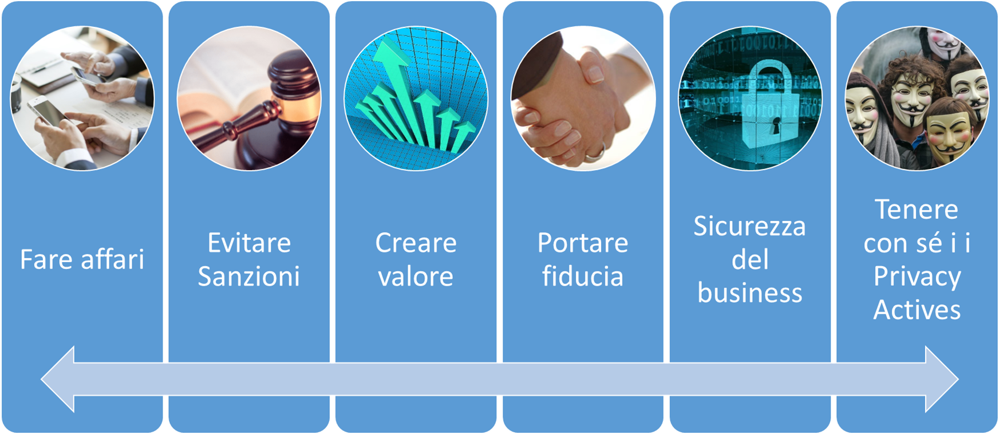 Fare affari
Evitare
Sanzioni
Creare
valore
Portare
fiducia
Sicurezza
del
business
Tenere
con sé i i
Privacy
Actives